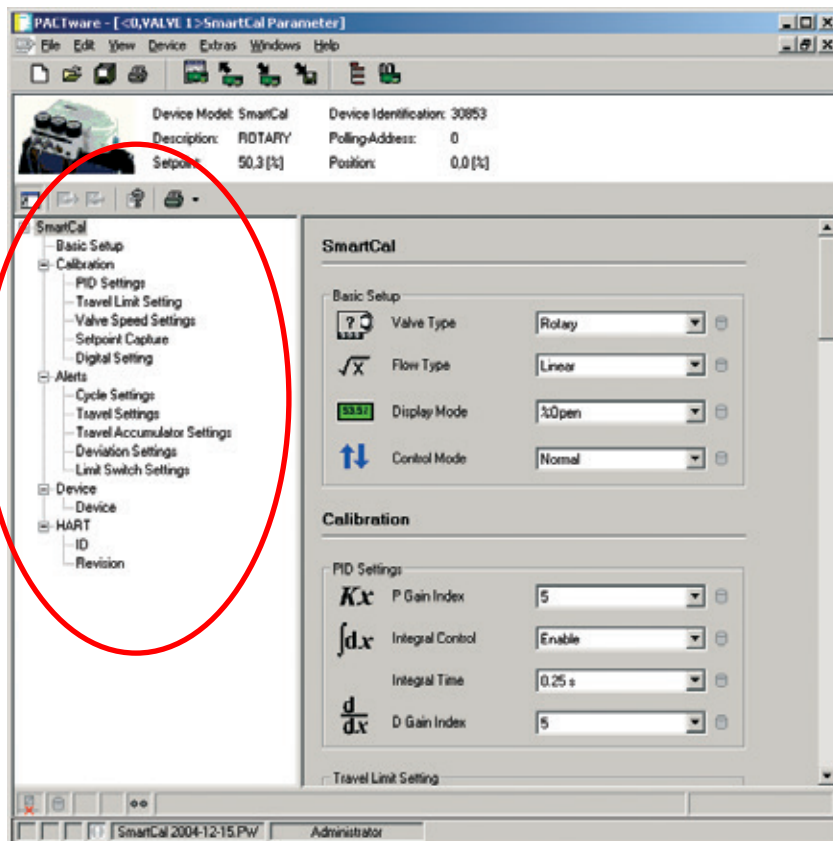 PACTware - [<0,VALVE 1>SmartCal Parameter]
File Edit View Device Extras Windows Help
Device Model: SmartCal Device Identification: 30853
Description: ROTARY Polling-Address: 0
Setpoint: 50,3 [%] Position: 0,0 [%]
SmartCal
Basic Setup
Calibration
PID Settings
Travel Limit Setting
Valve Speed Settings
Setpoint Capture
Digital Setting
Alerts
Cycle Settings
Travel Settings
Travel Accumulator Settings
Deviation Settings
Limit Switch Settings
Device
Device
HART
ID
Revision
SmartCal
Basic Setup
Valve Type Rotary
√x Flow Type Linear
53.5% Display Mode %Open
Control Mode Normal
Calibration
PID Settings
Kx P Gain Index 5
∫dx Integral Control Enable
Integral Time 0.25 s
d/dx D Gain Index 5
Travel Limit Setting
SmartCal 2004-12-15.PW Administrator